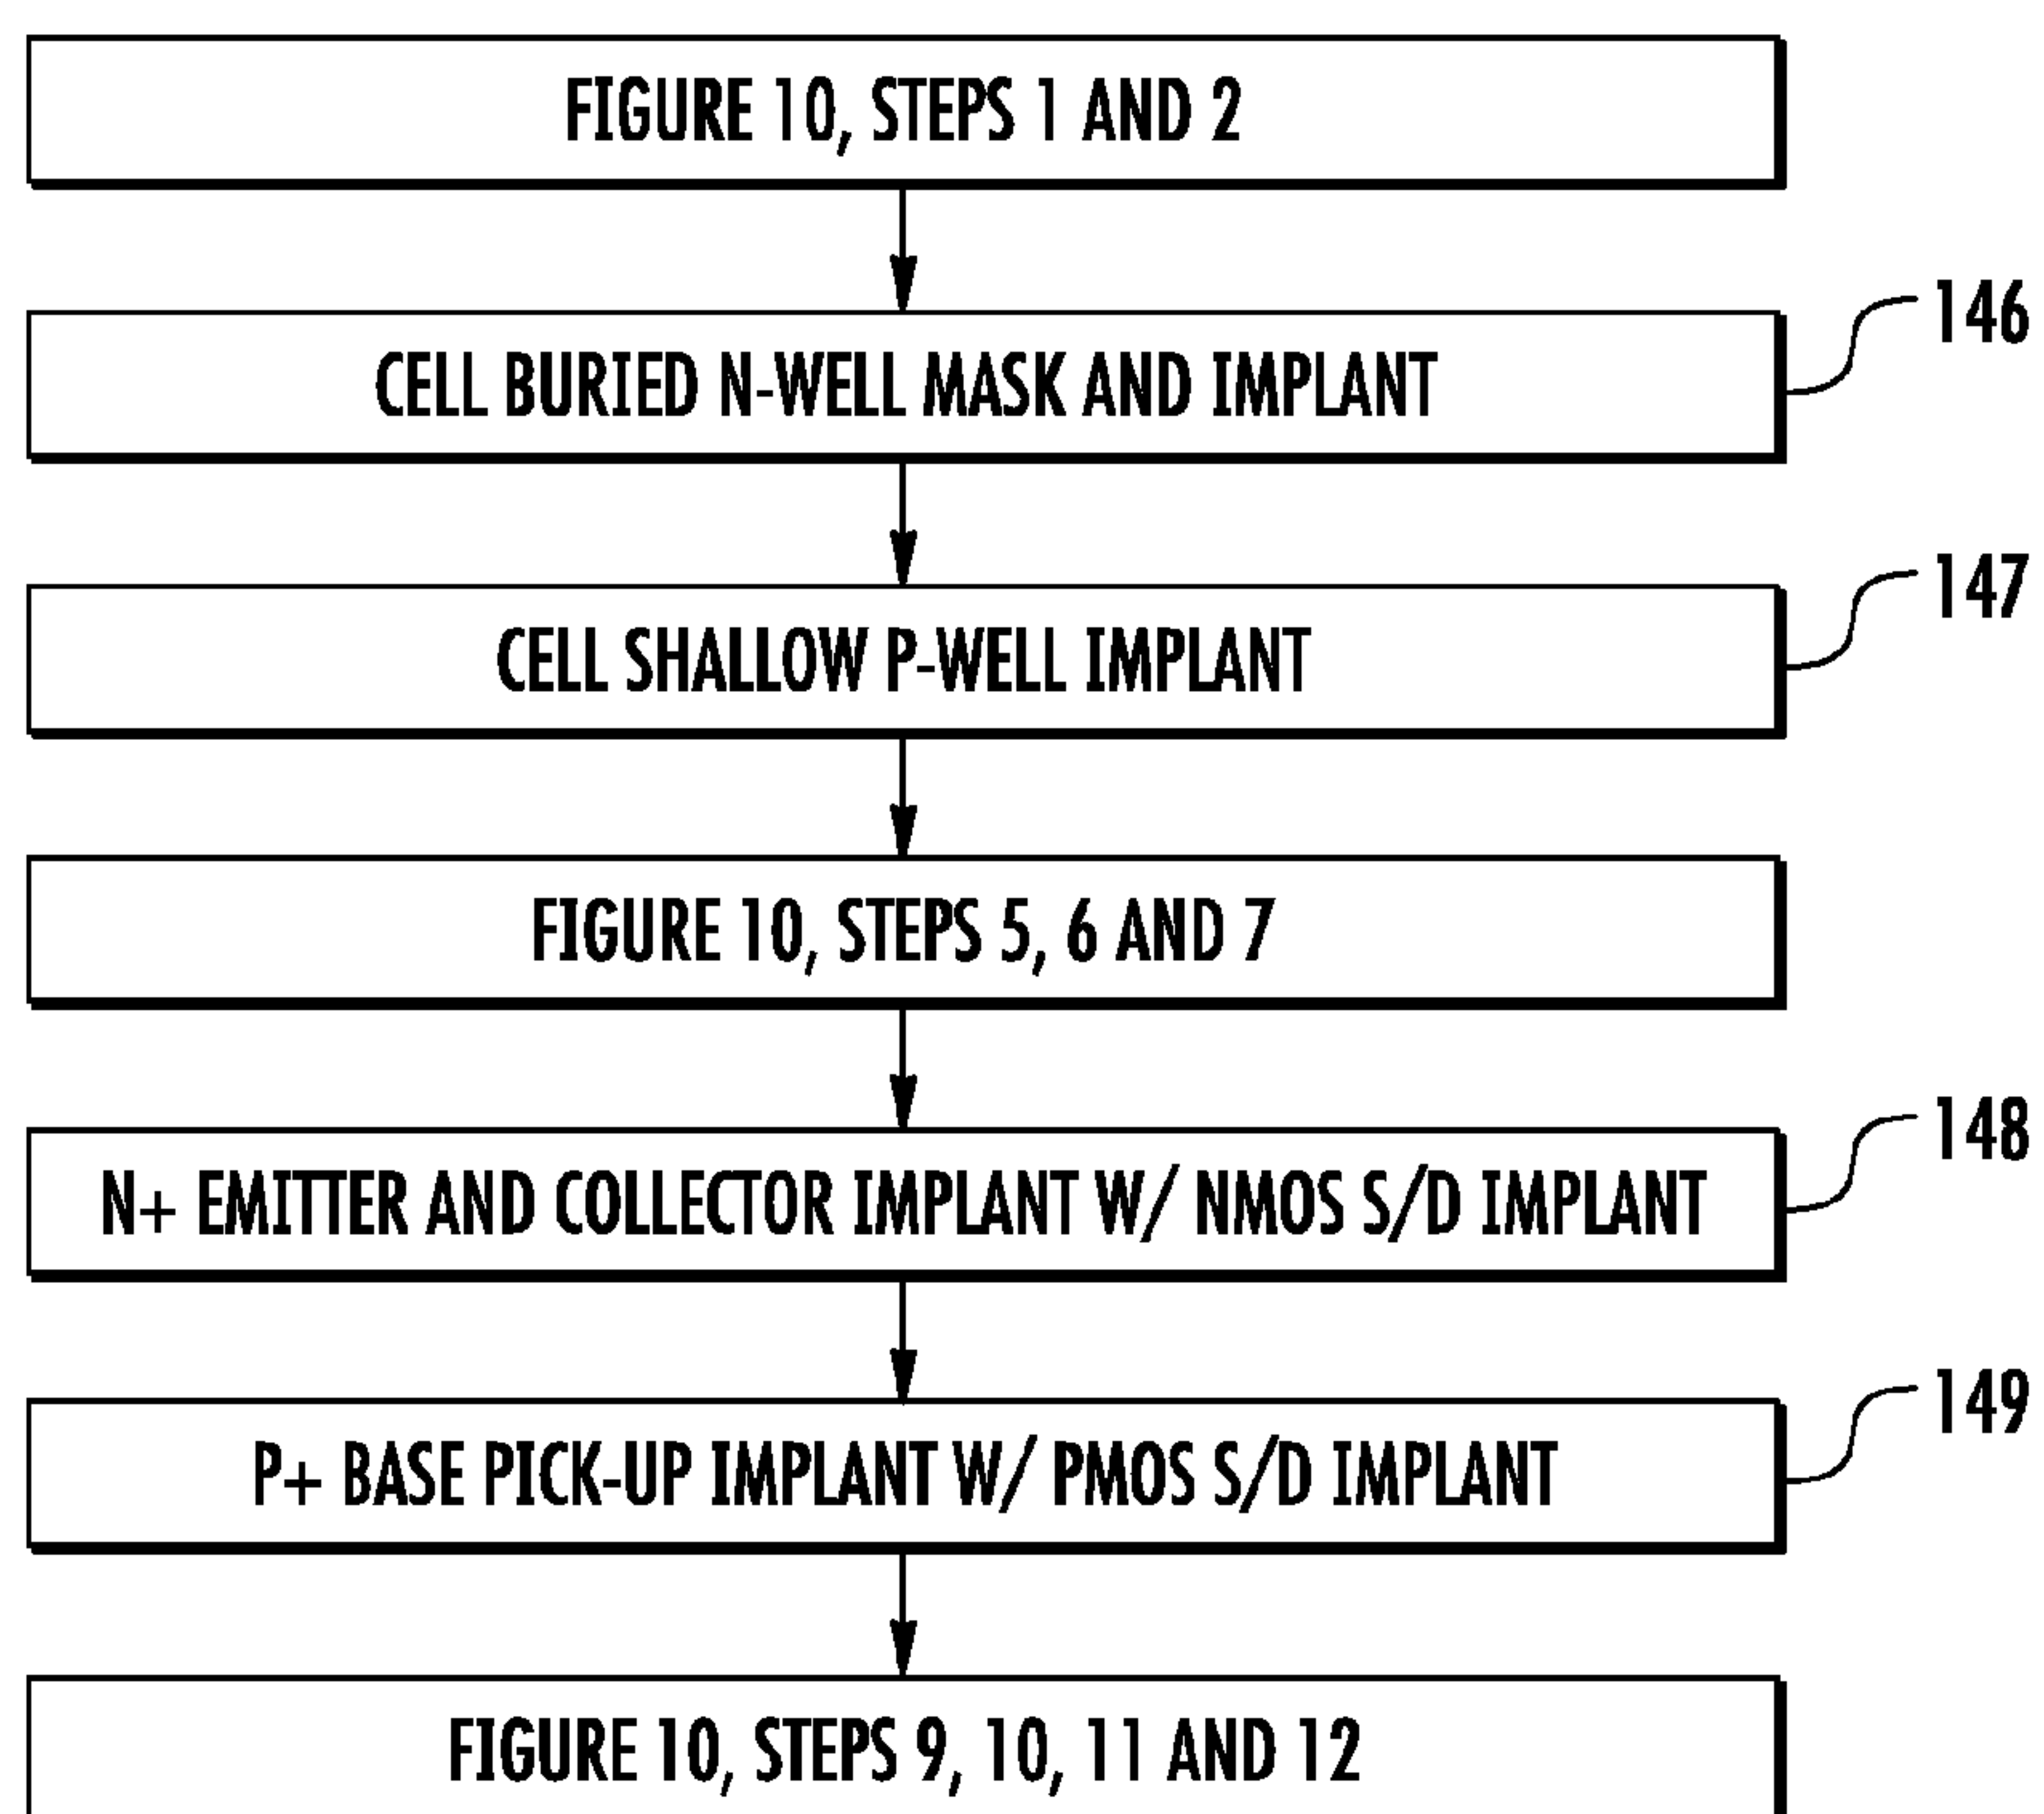 FIGURE 10, STEPS 1 AND 2
CELL BURIED N-WELL MASK AND IMPLANT
146
CELL SHALLOW P-WELL IMPLANT
147
FIGURE 10, STEPS 5, 6 AND 7
N+ EMITTER AND COLLECTOR IMPLANT W/ NMOS S/D IMPLANT
148
P+ BASE PICK-UP IMPLANT W/ PMOS S/D IMPLANT
149
FIGURE 10, STEPS 9, 10, 11 AND 12